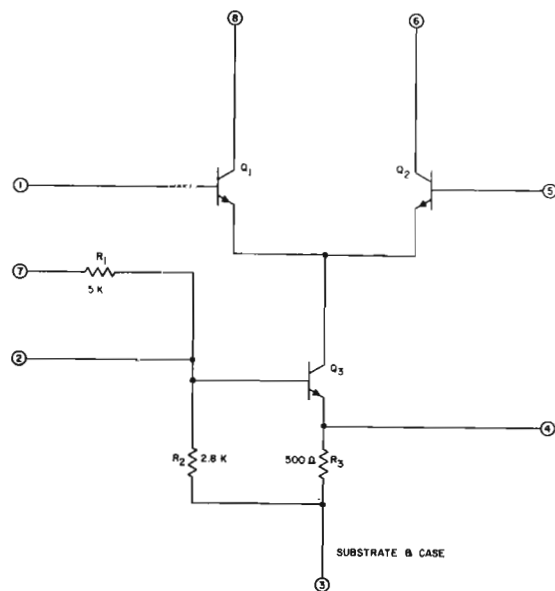 8
6
Q1
Q2
1
5
7
R1
5 K
2
Q3
4
R2 2.8 K
500 Ω R3
SUBSTRATE & CASE
3